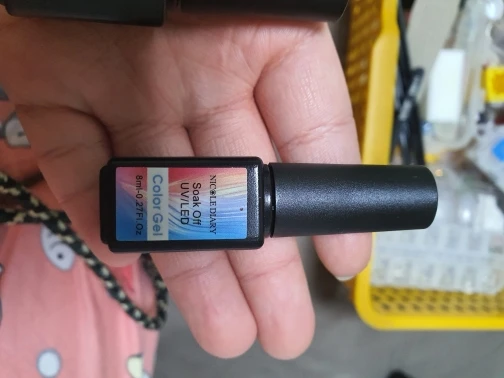 NICOLE DIARY
Soak Off
UV/LED
Color Gel
8ml-0.27Fl.Oz